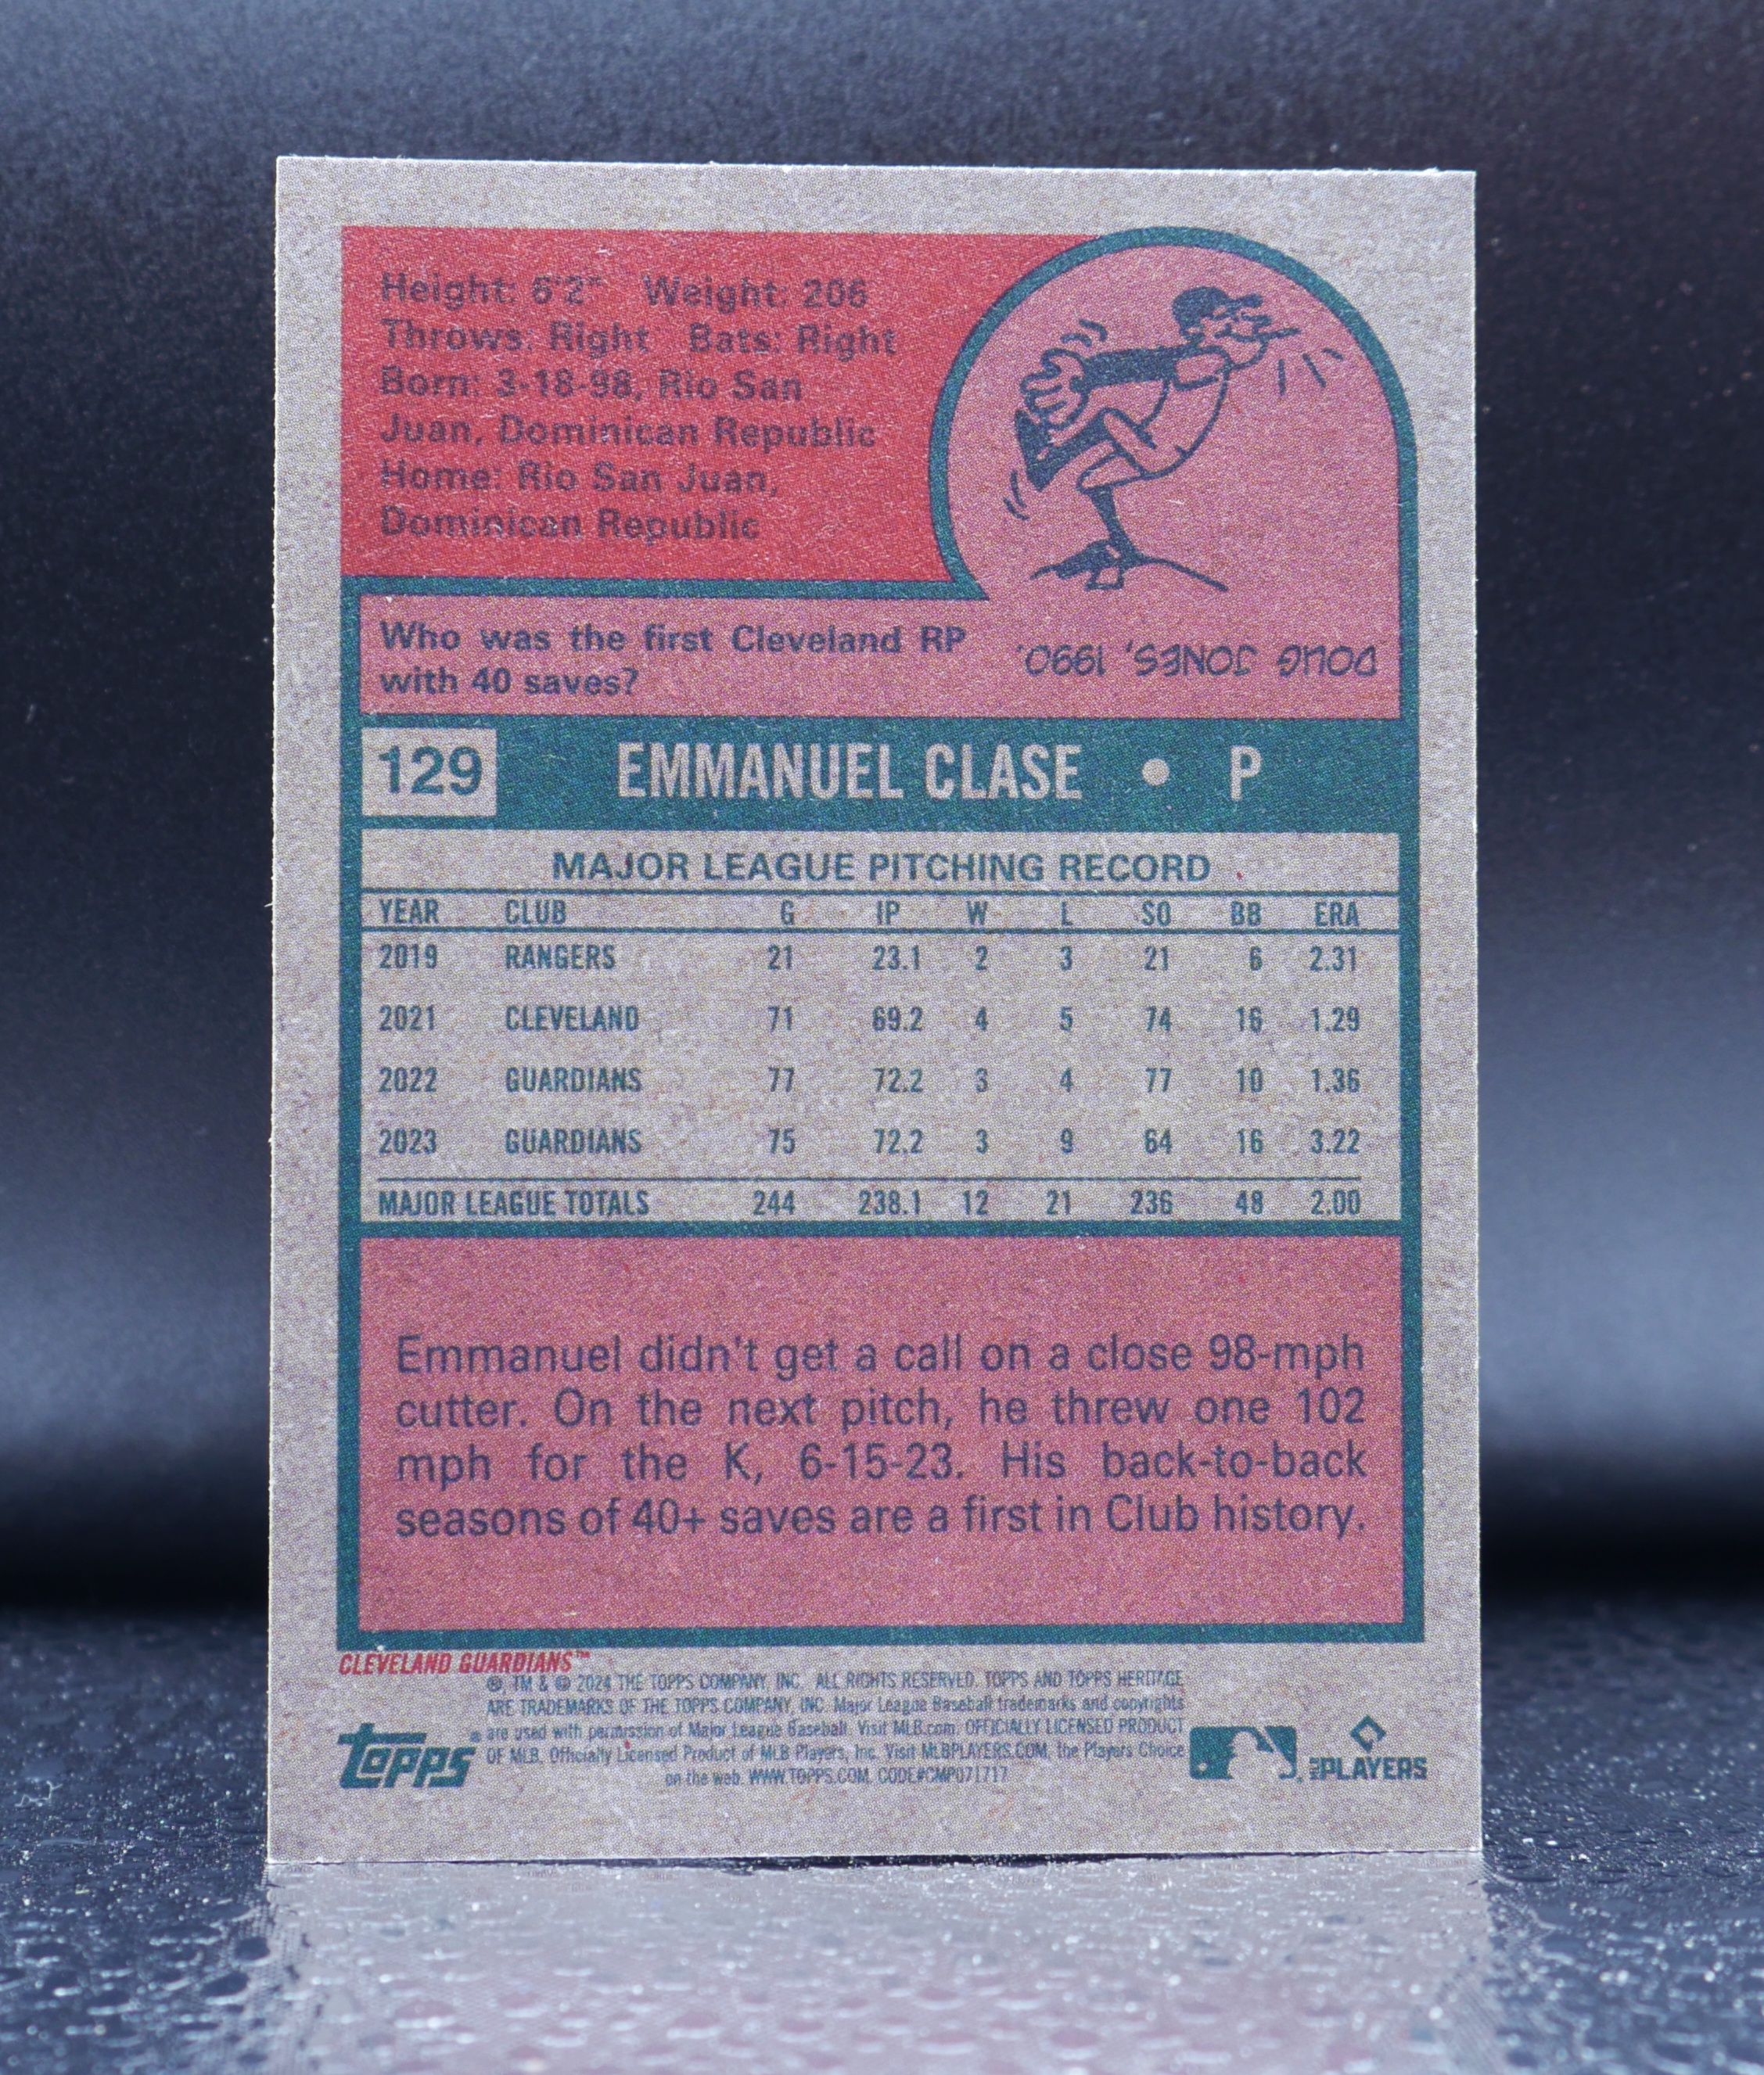 Height: 6'2" Weight: 206
Throws: Right Bats: Right
Born: 3-18-98, Rio San
Juan, Dominican Republic
Home: Rio San Juan,
Dominican Republic
Who was the first Cleveland RP
with 40 saves?
DOUG JONES, 1990.
129 EMMANUEL CLASE • P
MAJOR LEAGUE PITCHING RECORD
YEAR CLUB G IP W L SO BB ERA
2019 RANGERS 21 23.1 2 3 21 6 2.31
2021 CLEVELAND 71 69.2 4 5 74 16 1.29
2022 GUARDIANS 77 72.2 3 4 77 10 1.36
2023 GUARDIANS 75 72.2 3 9 64 16 3.22
MAJOR LEAGUE TOTALS 244 238.1 12 21 236 48 2.00
Emmanuel didn't get a call on a close 98-mph
cutter. On the next pitch, he threw one 102
mph for the K, 6-15-23. His back-to-back
seasons of 40+ saves are a first in Club history.
CLEVELAND GUARDIANS™
®, TM & © 2024 THE TOPPS COMPANY, INC. ALL RIGHTS RESERVED. TOPPS AND TOPPS HERITAGE
ARE TRADEMARKS OF THE TOPPS COMPANY, INC. Major League Baseball trademarks and copyrights
are used with permission of Major League Baseball. Visit MLB.com. OFFICIALLY LICENSED PRODUCT
OF MLB. Officially Licensed Product of MLB Players, Inc. Visit MLBPLAYERS.COM, the Players Choice
on the web. WWW.TOPPS.COM. CODE#CMP071717
TOPPS ®
MLB PLAYERS